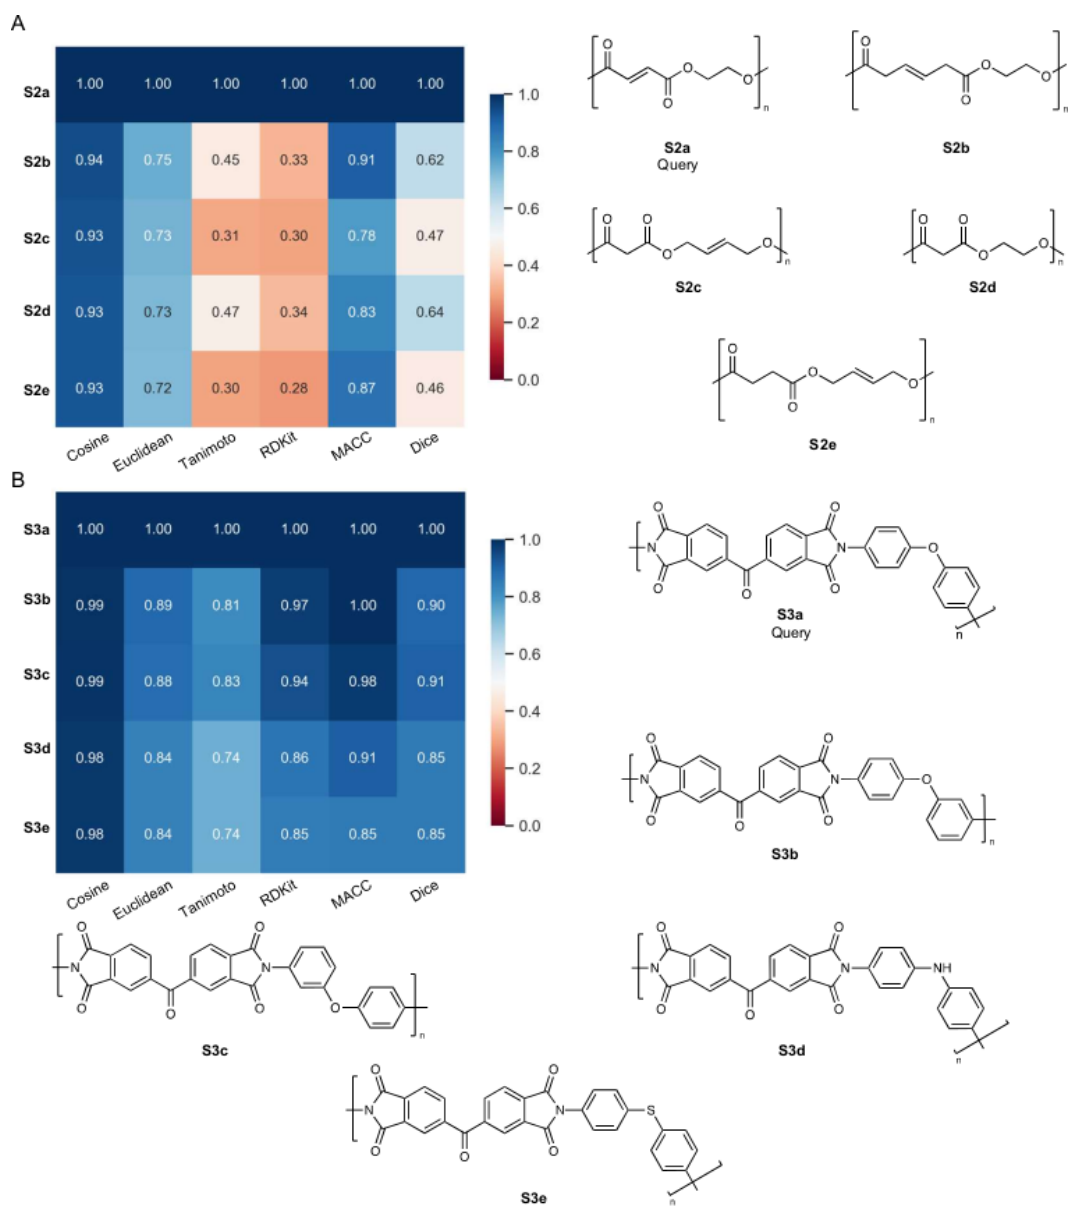 A
S2a 1.00 1.00 1.00 1.00 1.00 1.00
S2b 0.94 0.75 0.45 0.33 0.91 0.62
S2c 0.93 0.73 0.31 0.30 0.78 0.47
S2d 0.93 0.73 0.47 0.34 0.83 0.64
S2e 0.93 0.72 0.30 0.28 0.87 0.46
Cosine Euclidean Tanimoto RDKit MACC Dice
1.0
0.8
0.6
0.4
0.2
0.0
O O O O n
S2a
Query
O O O O n
S2b
O O O O n
S2c
O O O O n
S2d
O O O O n
S2e
B
S3a 1.00 1.00 1.00 1.00 1.00 1.00
S3b 0.99 0.89 0.81 0.97 1.00 0.90
S3c 0.99 0.88 0.83 0.94 0.98 0.91
S3d 0.98 0.84 0.74 0.86 0.91 0.85
S3e 0.98 0.84 0.74 0.85 0.85 0.85
Cosine Euclidean Tanimoto RDKit MACC Dice
1.0
0.8
0.6
0.4
0.2
0.0
O O N N O O O O n
S3a
Query
O O N N O O O O n
S3b
O O N N O O O O n
S3c
O O N N NH O O O n
S3d
O O N N S O O O n
S3e